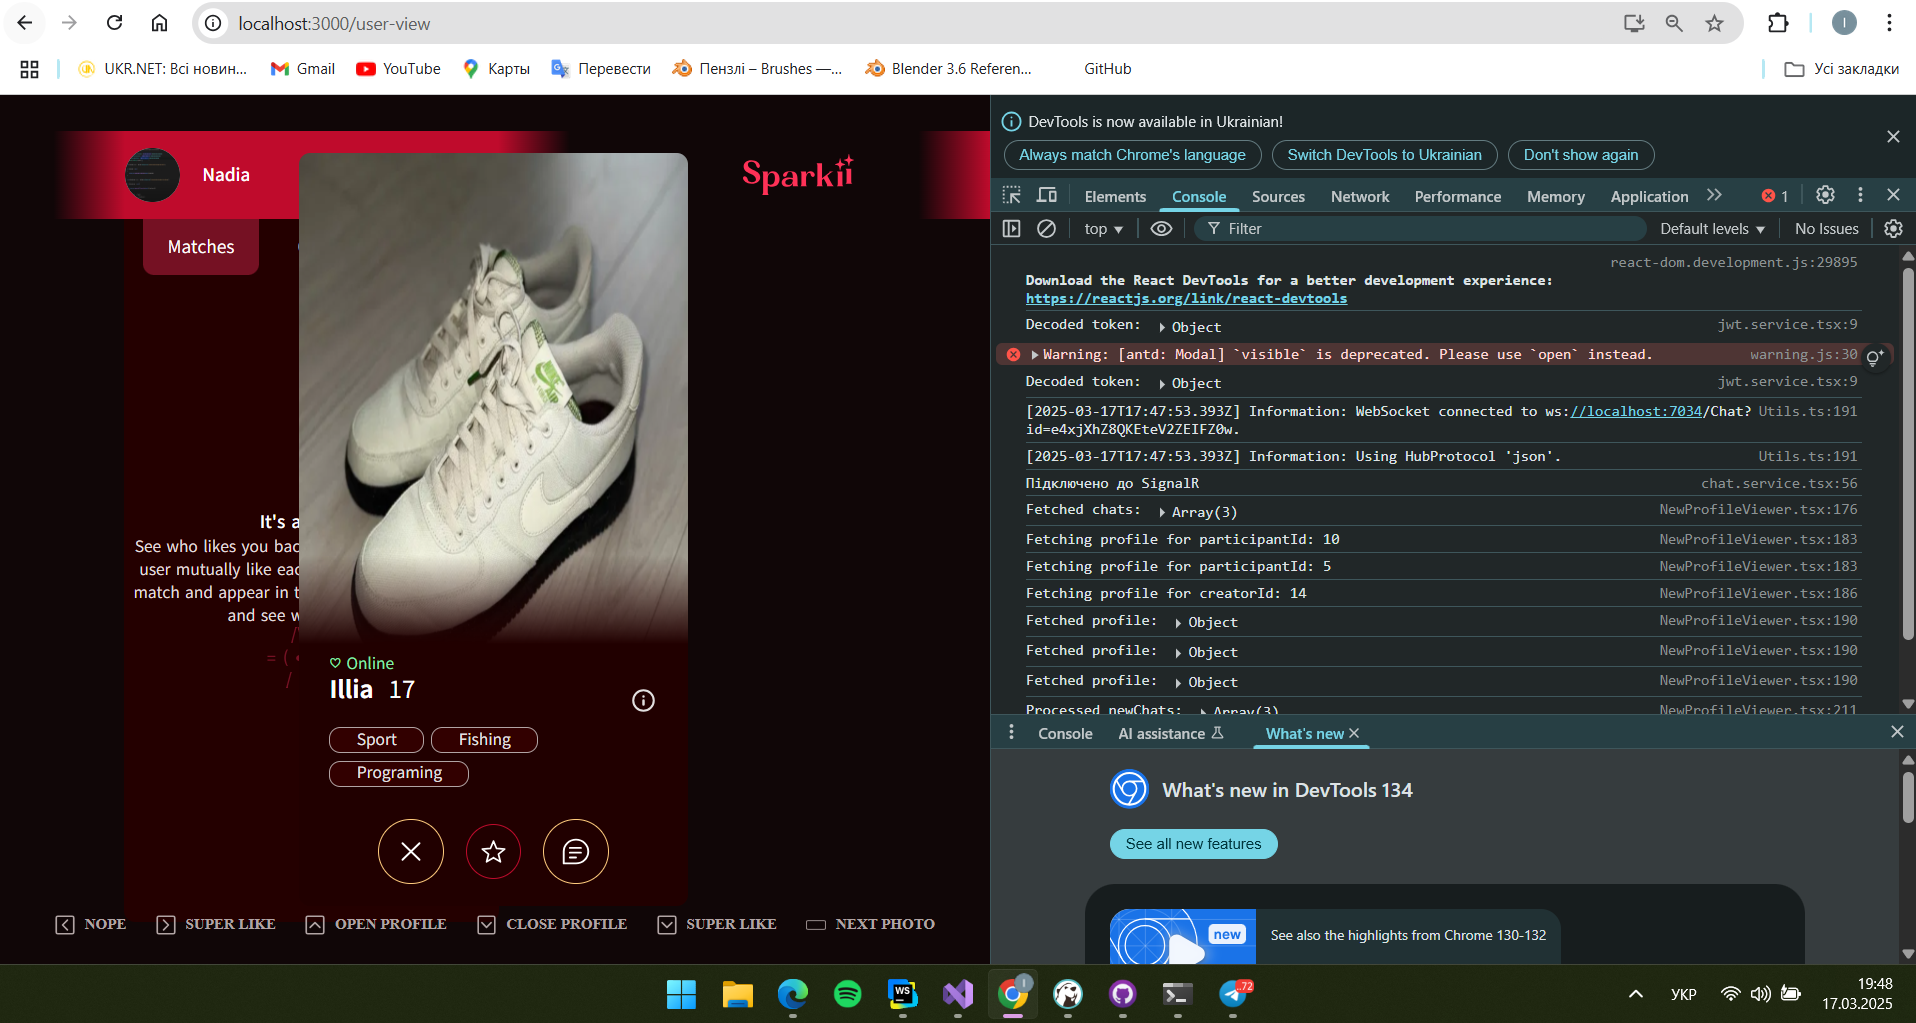 localhost:3000/user-view
I
UKR.NET: Всі новин...
Gmail
YouTube
Карты
Перевести
Пензлі – Brushes —...
Blender 3.6 Referen...
GitHub
Усі закладки
Nadia
Sparkii
Matches
It's a
See who likes you bac
user mutually like eac
match and appear in t
and see w
Online
Illia 17
Sport
Fishing
Programing
NOPE
SUPER LIKE
OPEN PROFILE
CLOSE PROFILE
SUPER LIKE
NEXT PHOTO
DevTools is now available in Ukrainian!
Always match Chrome's language
Switch DevTools to Ukrainian
Don't show again
Elements
Console
Sources
Network
Performance
Memory
Application
1
top
Filter
Default levels
No Issues
react-dom.development.js:29895
Download the React DevTools for a better development experience:
https://reactjs.org/link/react-devtools
Decoded token: Object jwt.service.tsx:9
Warning: [antd: Modal] `visible` is deprecated. Please use `open` instead. warning.js:30
Decoded token: Object jwt.service.tsx:9
[2025-03-17T17:47:53.393Z] Information: WebSocket connected to ws://localhost:7034/Chat? Utils.ts:191
id=e4xjXhZ8QKEteV2ZEIFZ0w.
[2025-03-17T17:47:53.393Z] Information: Using HubProtocol 'json'. Utils.ts:191
Підключено до SignalR chat.service.tsx:56
Fetched chats: Array(3) NewProfileViewer.tsx:176
Fetching profile for participantId: 10 NewProfileViewer.tsx:183
Fetching profile for participantId: 5 NewProfileViewer.tsx:183
Fetching profile for creatorId: 14 NewProfileViewer.tsx:186
Fetched profile: Object NewProfileViewer.tsx:190
Fetched profile: Object NewProfileViewer.tsx:190
Fetched profile: Object NewProfileViewer.tsx:190
Processed newChats: Array(3) NewProfileViewer.tsx:211
Console
AI assistance
What's new
What's new in DevTools 134
See all new features
new
See also the highlights from Chrome 130-132
WS
I
..72
УКР
19:48
17.03.2025